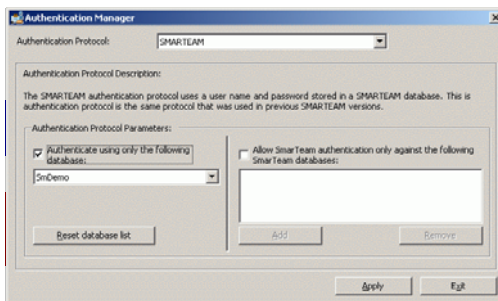 Authentication Manager
Authentication Protocol: SMARTEAM
Authentication Protocol Description:
The SMARTEAM authentication protocol uses a user name and password stored in a SMARTEAM database. This is
authentication protocol is the same protocol that was used in previous SMARTEAM versions.
Authentication Protocol Parameters:
Authenticate using only the following
database:
SmDemo
Reset database list
Allow SmarTeam authentication only against the following
SmarTeam databases:
Add
Remove
Apply
Exit